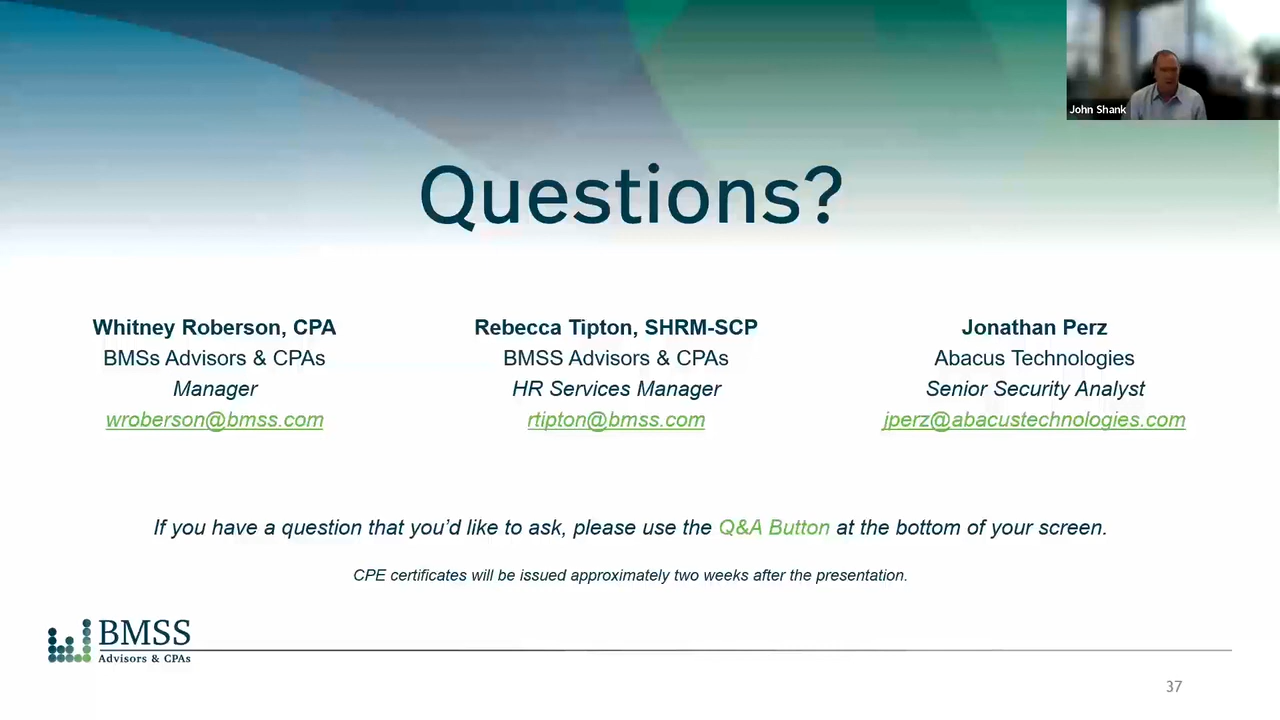 John Shank
Questions?
Whitney Roberson, CPA
BMSs Advisors & CPAs
Manager
wroberson@bmss.com
Rebecca Tipton, SHRM-SCP
BMSS Advisors & CPAs
HR Services Manager
rtipton@bmss.com
Jonathan Perz
Abacus Technologies
Senior Security Analyst
jperz@abacustechnologies.com
If you have a question that you’d like to ask, please use the Q&A Button at the bottom of your screen.
CPE certificates will be issued approximately two weeks after the presentation.
BMSS
Advisors & CPAs
37